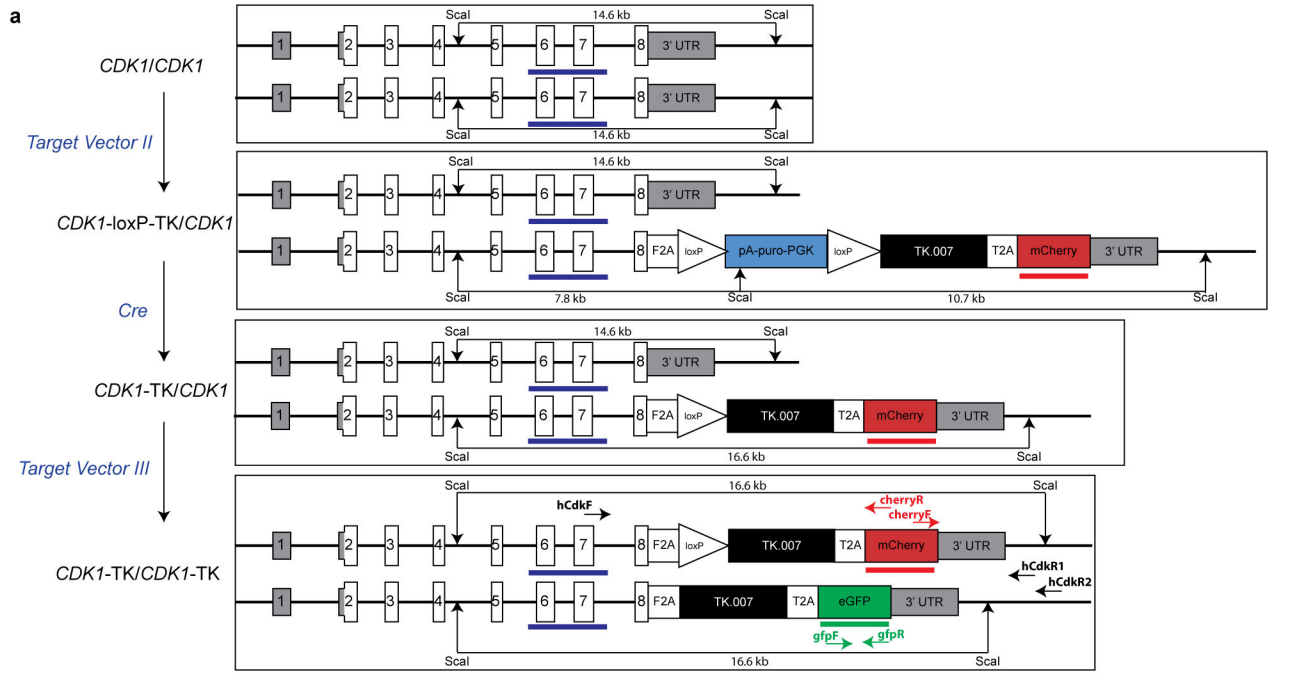 a
CDK1/CDK1
Target Vector II
CDK1-loxP-TK/CDK1
Cre
CDK1-TK/CDK1
Target Vector III
CDK1-TK/CDK1-TK
ScaI 14.6 kb ScaI
1 2 3 4 5 6 7 8 3' UTR
1 2 3 4 5 6 7 8 3' UTR
ScaI 14.6 kb ScaI
ScaI 14.6 kb ScaI
1 2 3 4 5 6 7 8 3' UTR
1 2 3 4 5 6 7 8 F2A loxP pA-puro-PGK loxP TK.007 T2A mCherry 3' UTR
ScaI 7.8 kb ScaI 10.7 kb ScaI
ScaI 14.6 kb ScaI
1 2 3 4 5 6 7 8 3' UTR
1 2 3 4 5 6 7 8 F2A loxP TK.007 T2A mCherry 3' UTR
ScaI 16.6 kb ScaI
ScaI 16.6 kb ScaI
hCdkF cherryR
cherryF
1 2 3 4 5 6 7 8 F2A loxP TK.007 T2A mCherry 3' UTR
hCdkR1
hCdkR2
1 2 3 4 5 6 7 8 F2A TK.007 T2A eGFP 3' UTR
gfpF gfpR
ScaI 16.6 kb ScaI